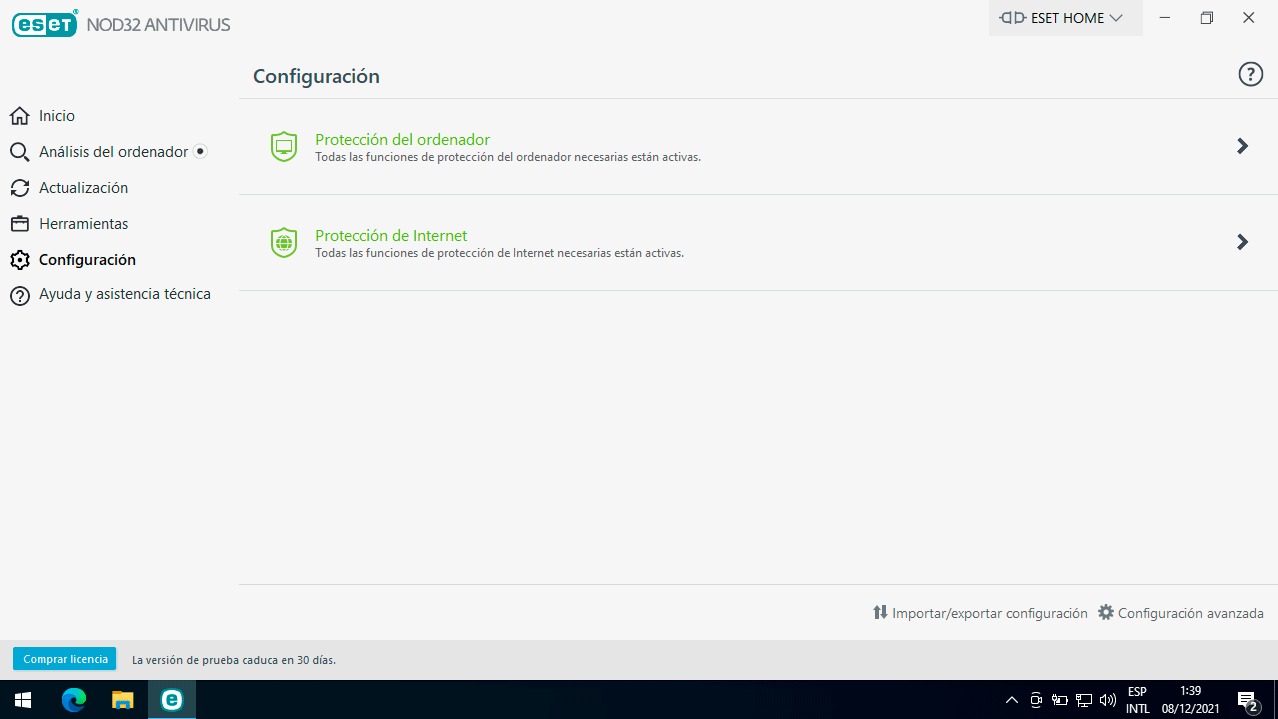 eset® NOD32 ANTIVIRUS
ESET HOME
Configuración
?
Inicio
Análisis del ordenador
Actualización
Herramientas
Configuración
Ayuda y asistencia técnica
Protección del ordenador
Todas las funciones de protección del ordenador necesarias están activas.
Protección de Internet
Todas las funciones de protección de Internet necesarias están activas.
Importar/exportar configuración
Configuración avanzada
Comprar licencia
La versión de prueba caduca en 30 días.
e
ESP
INTL
1:39
08/12/2021
2